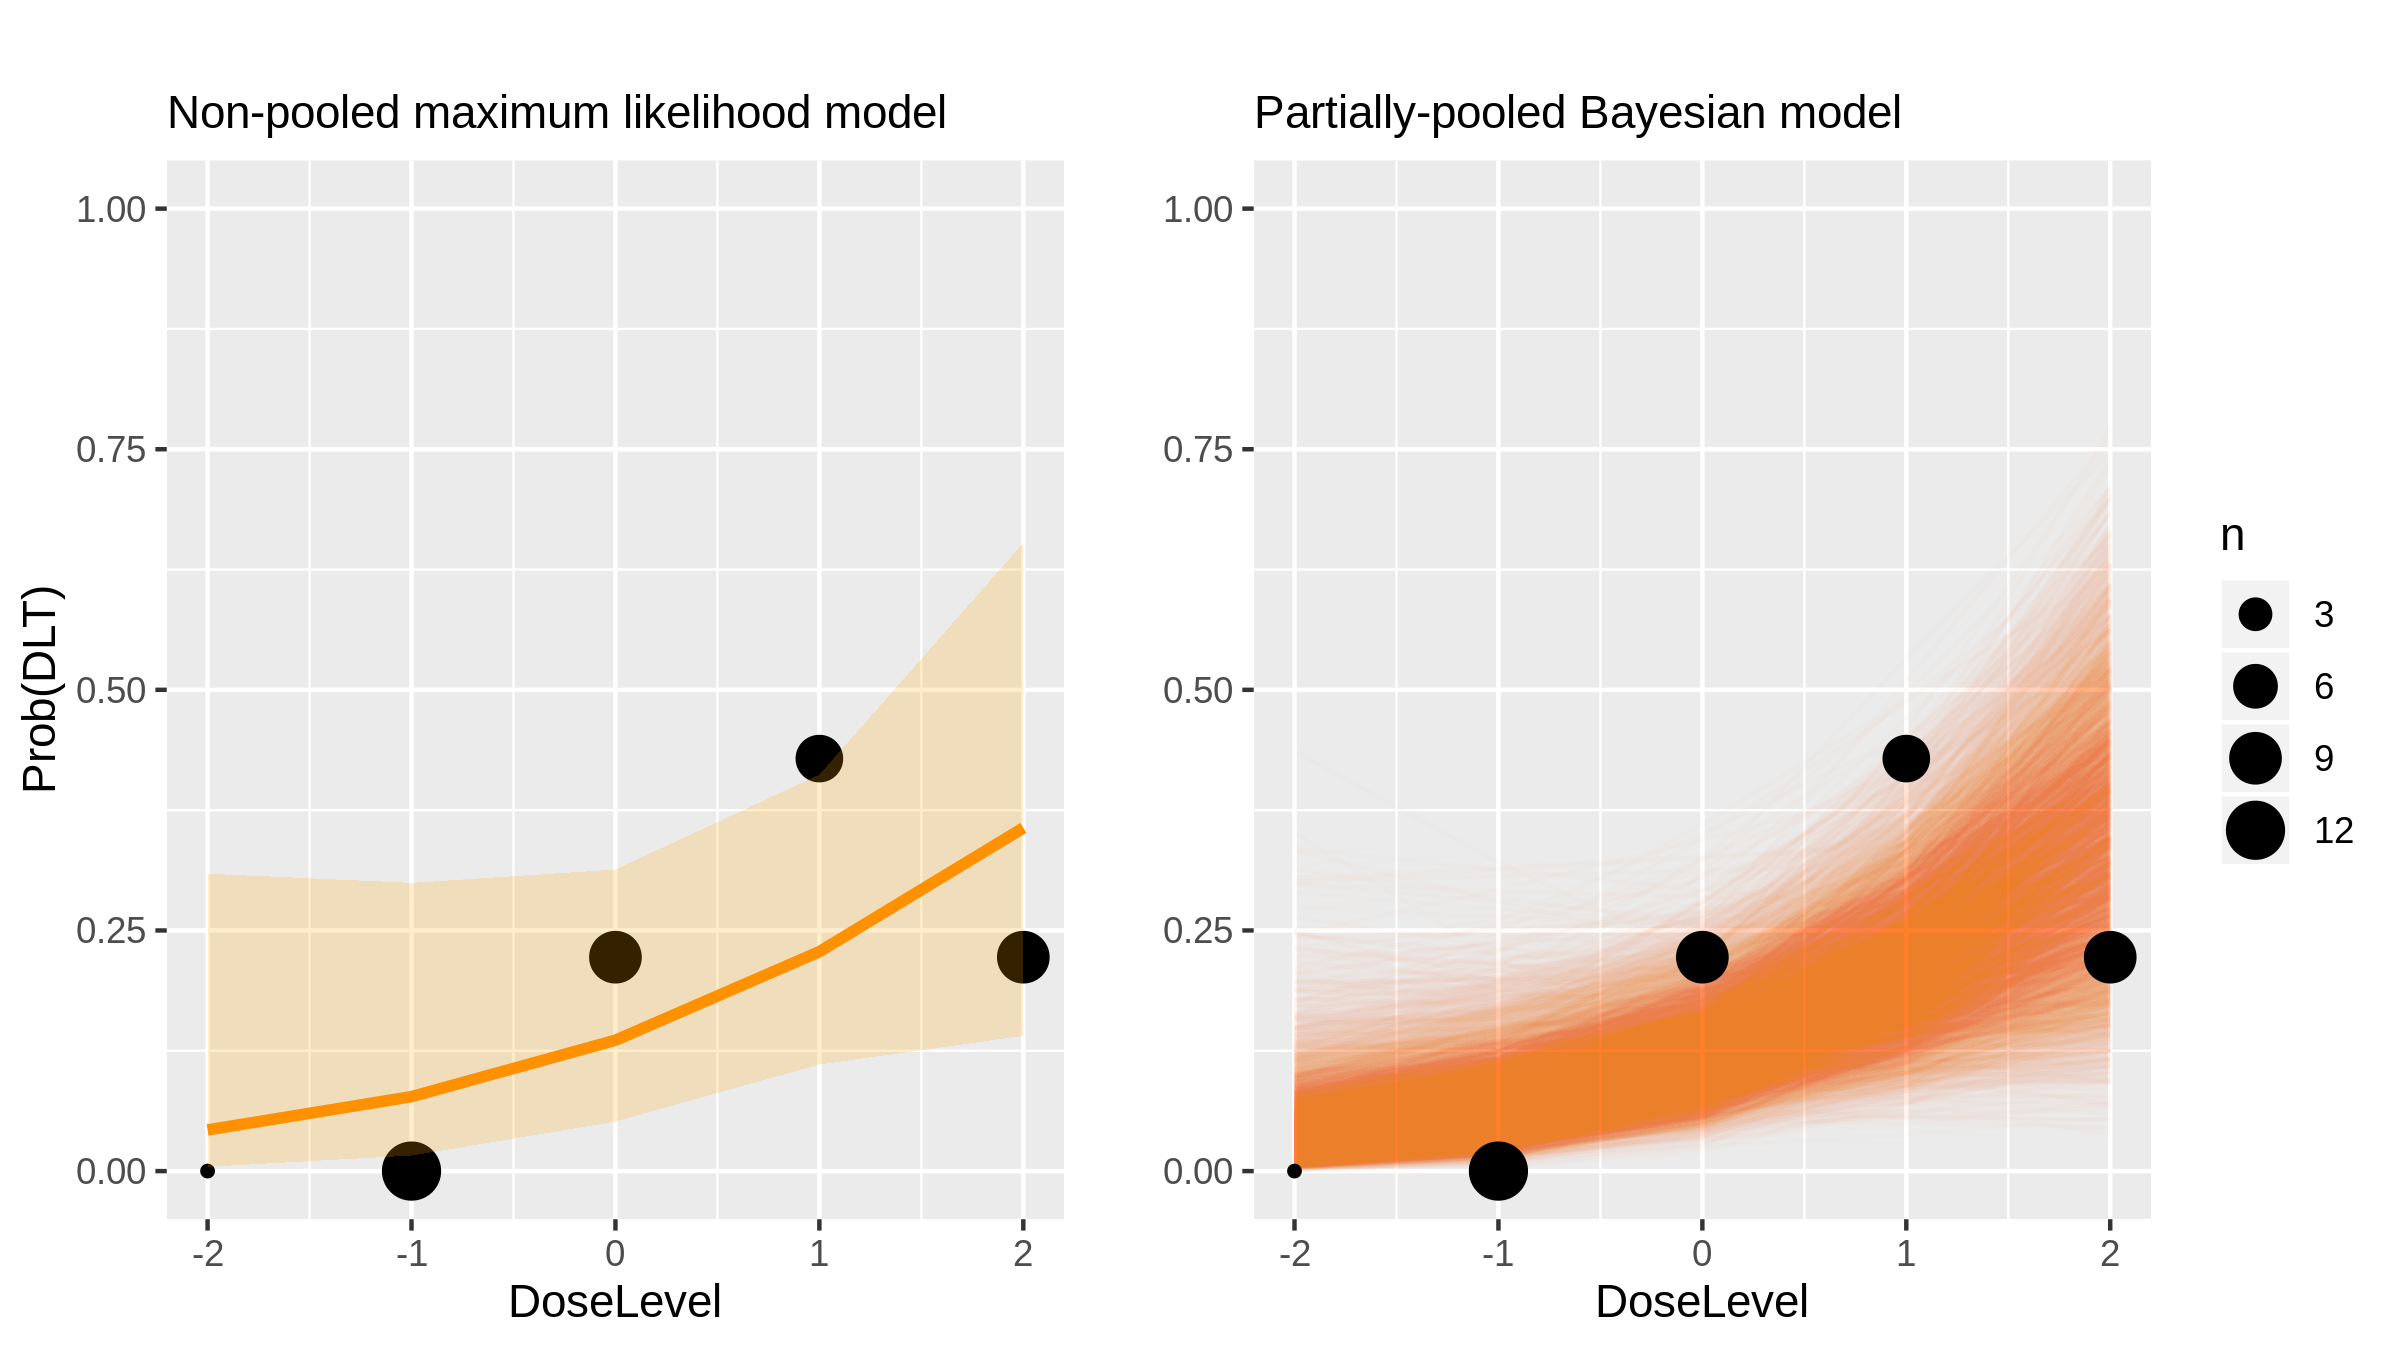 Non-pooled maximum likelihood model
Prob(DLT)
1.00
0.75
0.50
0.25
0.00
-2 -1 0 1 2
DoseLevel
Partially-pooled Bayesian model
1.00
0.75
0.50
0.25
0.00
-2 -1 0 1 2
DoseLevel
n
3
6
9
12